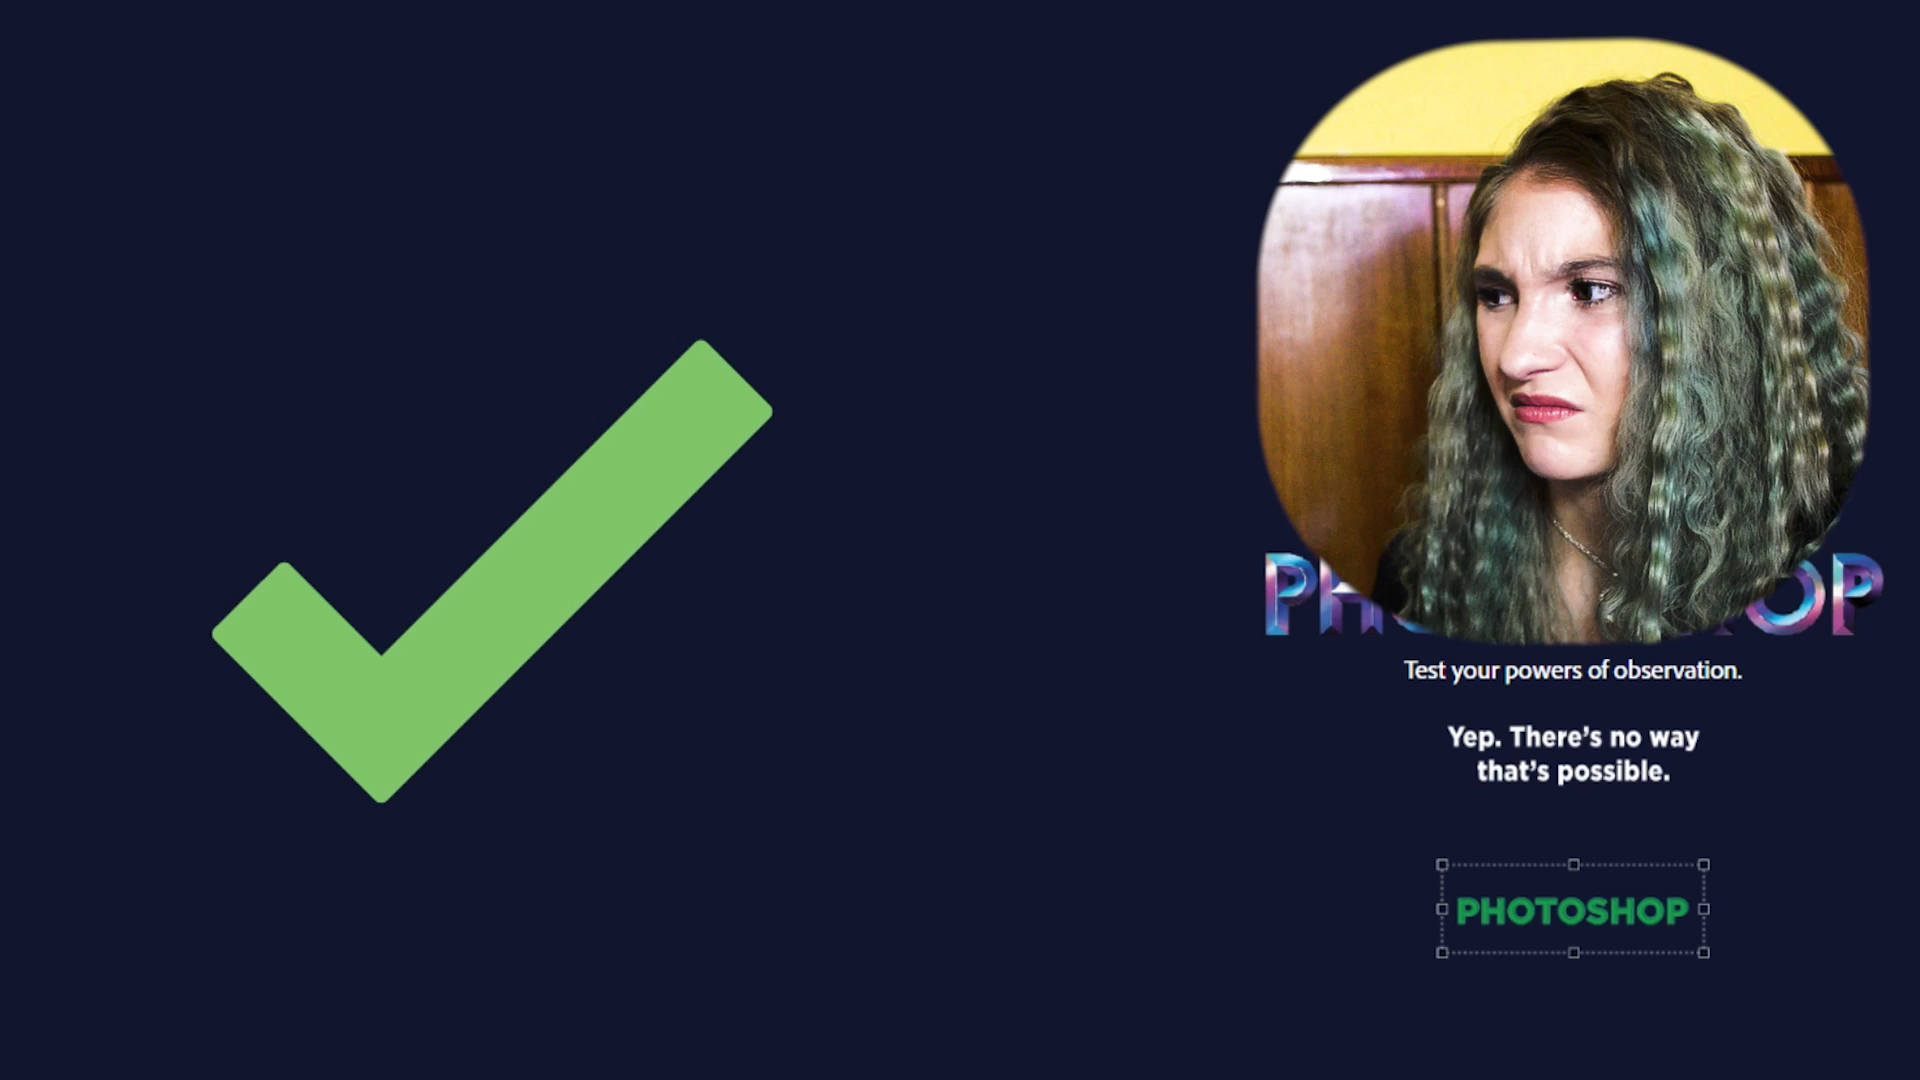 Test your powers of observation.
Yep. There’s no way
that’s possible.
PHOTOSHOP